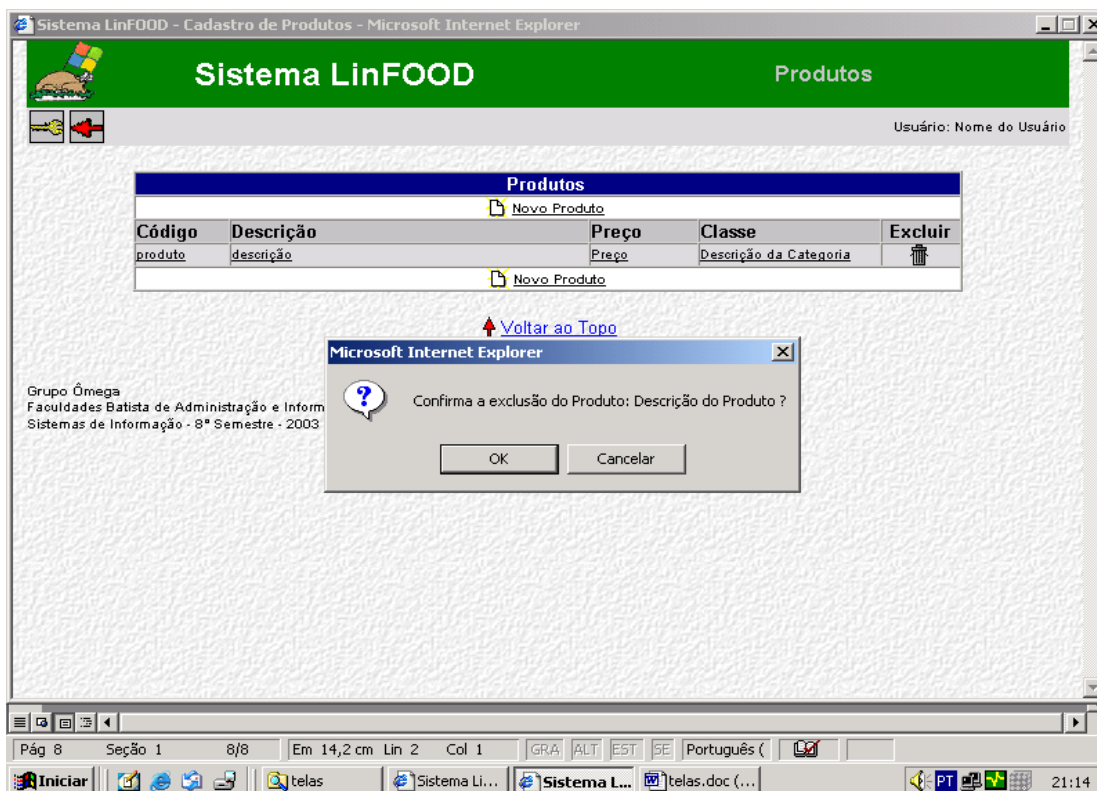 Sistema LinFOOD - Cadastro de Produtos - Microsoft Internet Explorer
Sistema LinFOOD Produtos
Usuário: Nome do Usuário
Produtos
Novo Produto
Código Descrição Preço Classe Excluir
produto descrição Preço Descrição da Categoria
Novo Produto
Voltar ao Topo
Microsoft Internet Explorer
Confirma a exclusão do Produto: Descrição do Produto ?
OK Cancelar
Grupo Ômega
Faculdades Batista de Administração e Inform
Sistemas de Informação - 8º Semestre - 2003
Pág 8 Seção 1 8/8 Em 14,2 cm Lin 2 Col 1 GRA ALT EST SE Português (
Iniciar telas Sistema Li... Sistema L... telas.doc (... PT 21:14